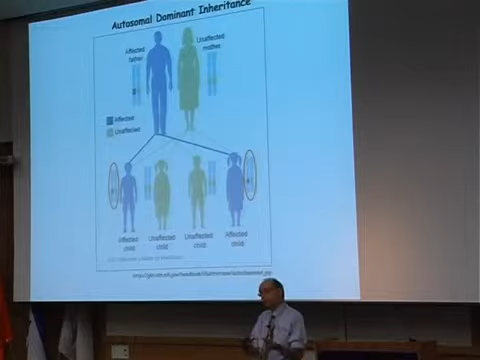 Autosomal Dominant Inheritance
Affected
father
Unaffected
mother
Affected
Unaffected
Affected
child
Unaffected
child
Unaffected
child
Affected
child